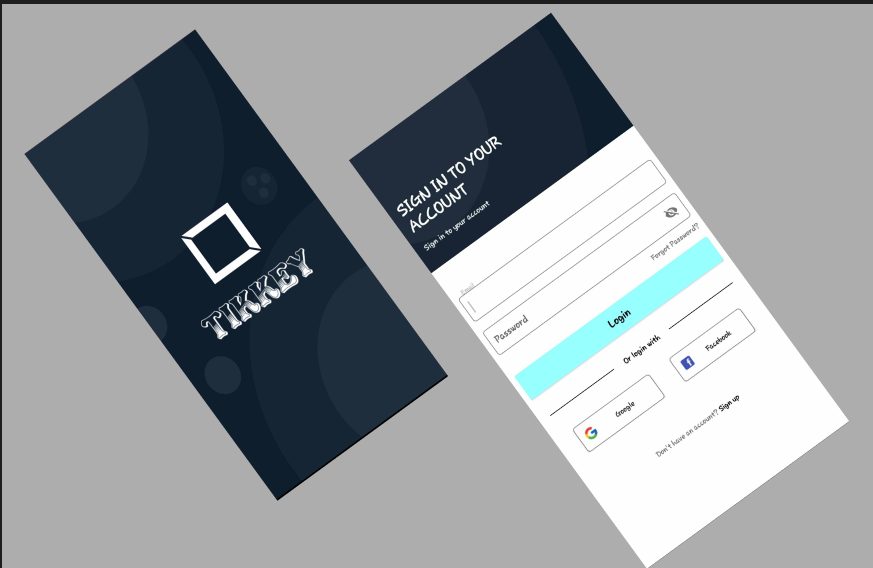 TIKKEY
SIGN IN TO YOUR
ACCOUNT
Sign in to your account
Email
Password
Forgot Password?
Login
Or login with
Google
Facebook
Don't have an account? Sign up